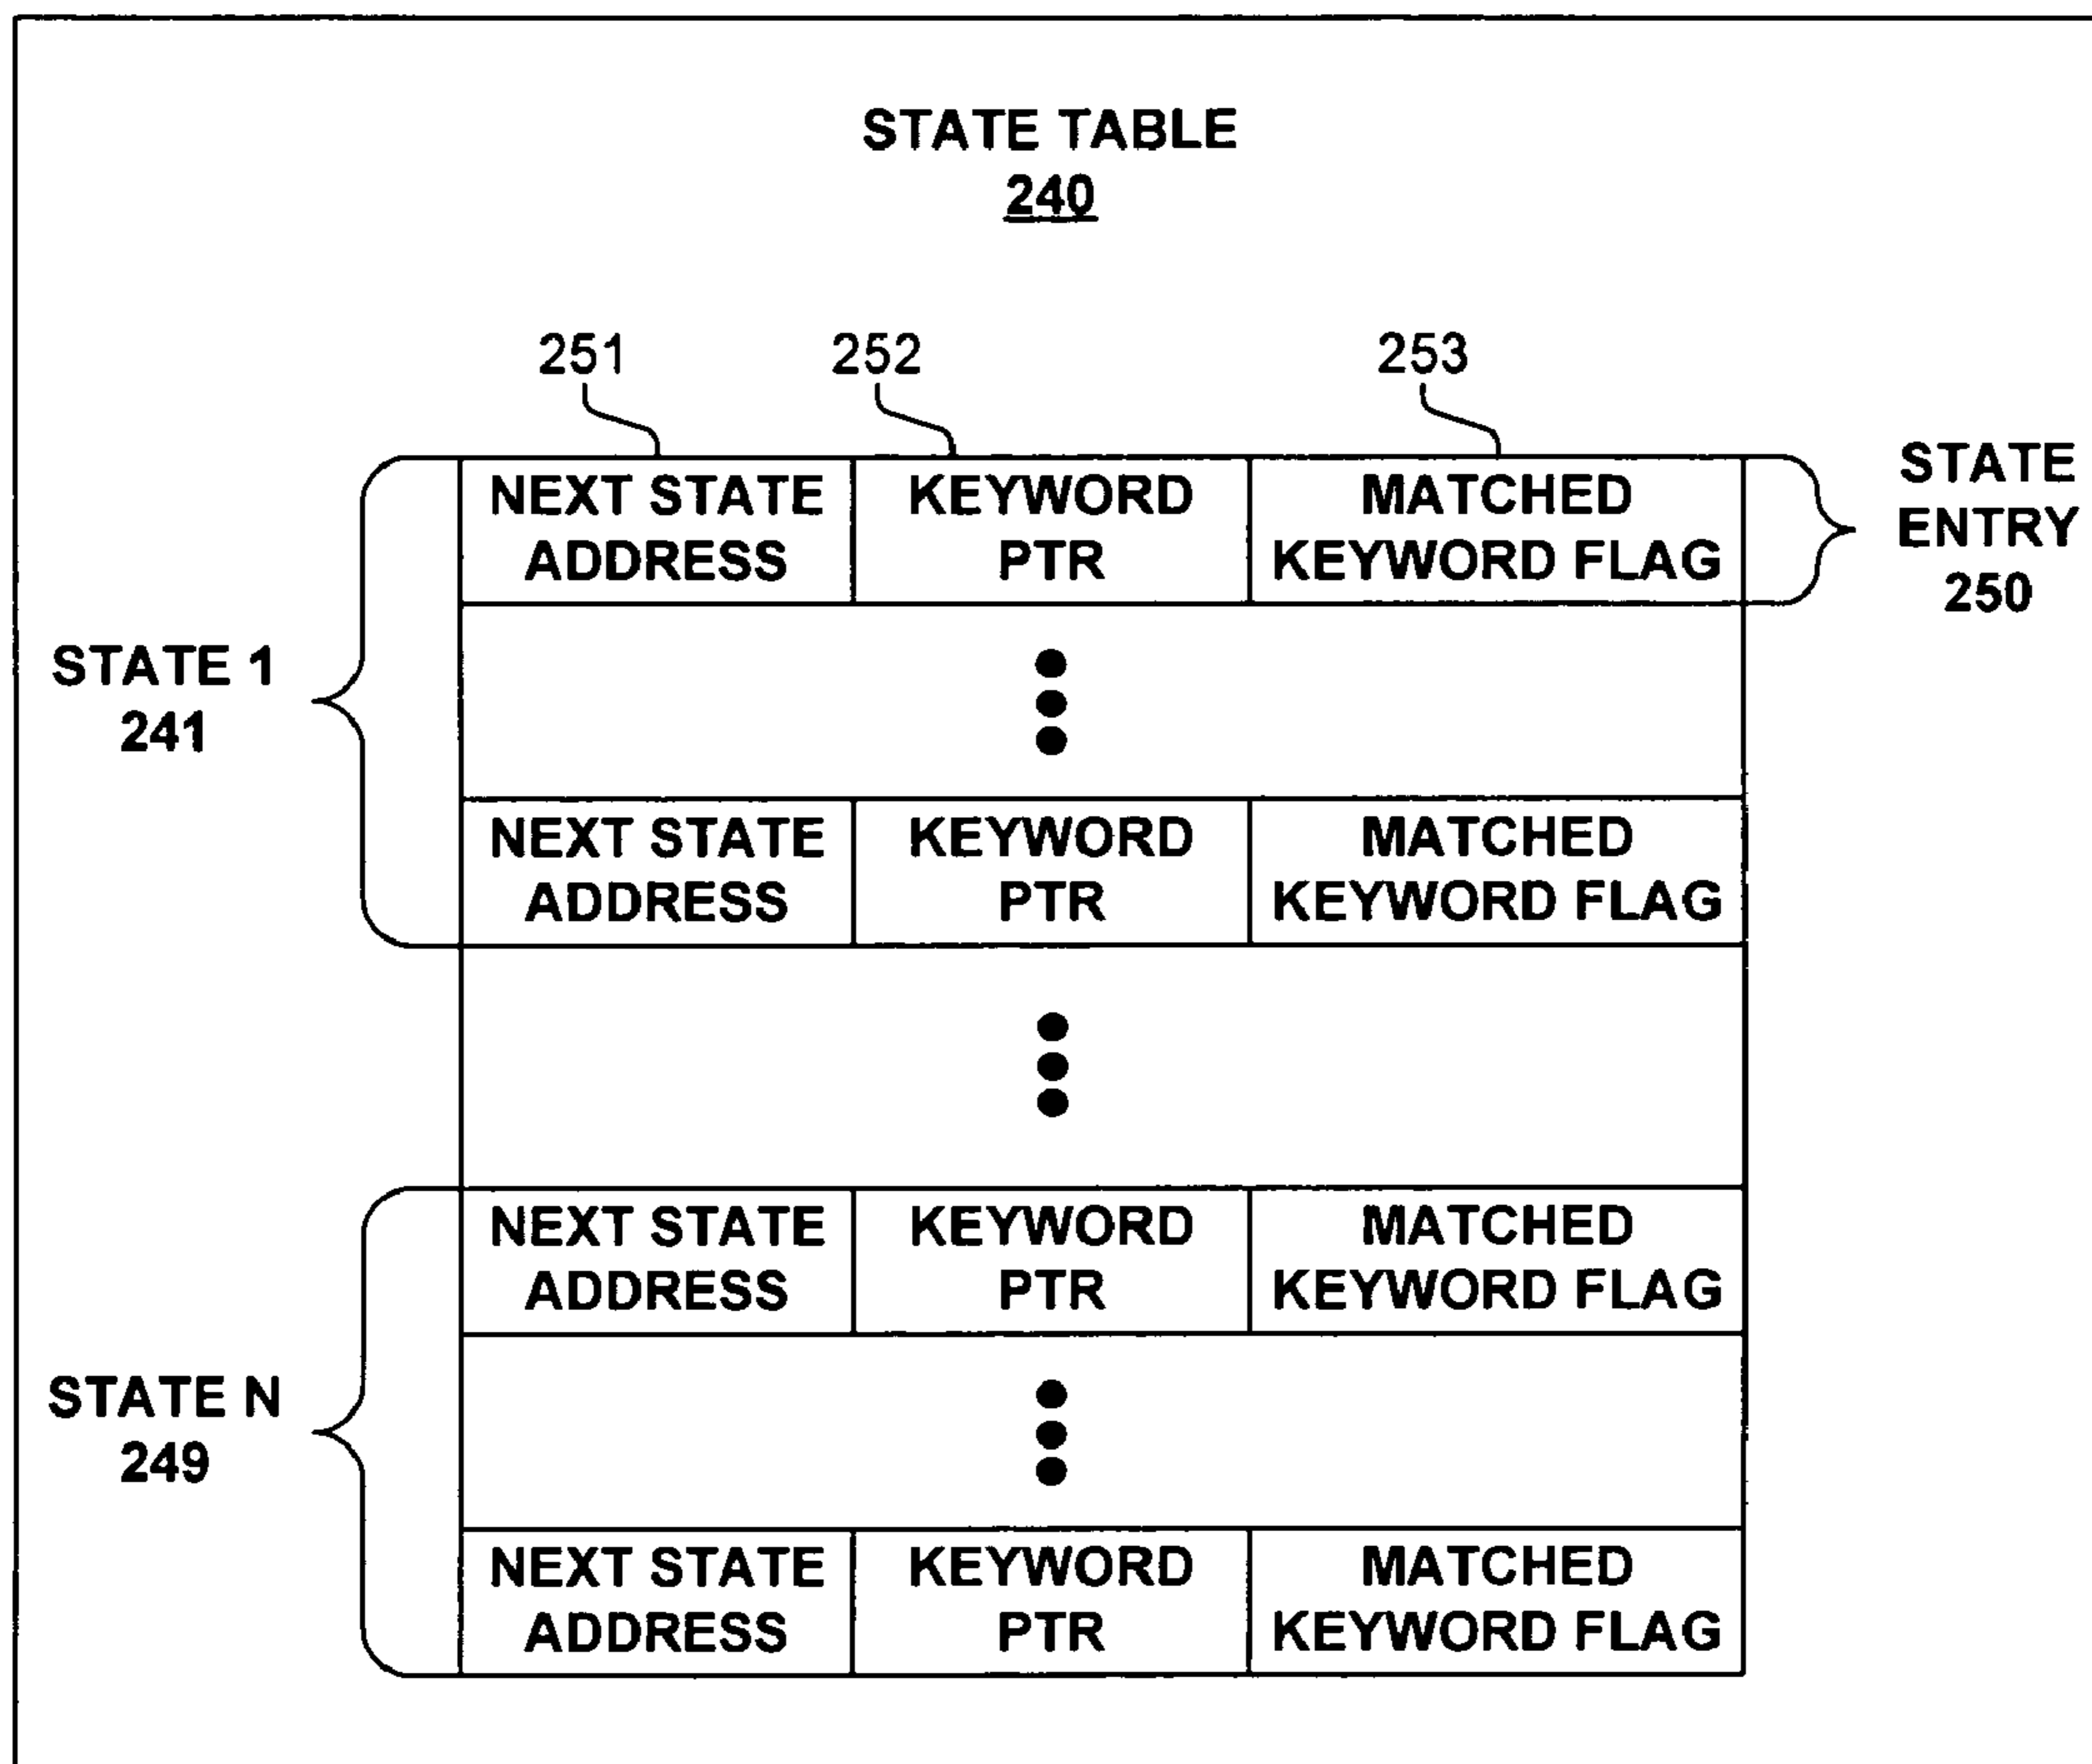 STATE TABLE
240
251 252 253
NEXT STATE ADDRESS KEYWORD PTR MATCHED KEYWORD FLAG
STATE ENTRY 250
STATE 1
241
NEXT STATE ADDRESS KEYWORD PTR MATCHED KEYWORD FLAG
NEXT STATE ADDRESS KEYWORD PTR MATCHED KEYWORD FLAG
STATE N
249
NEXT STATE ADDRESS KEYWORD PTR MATCHED KEYWORD FLAG